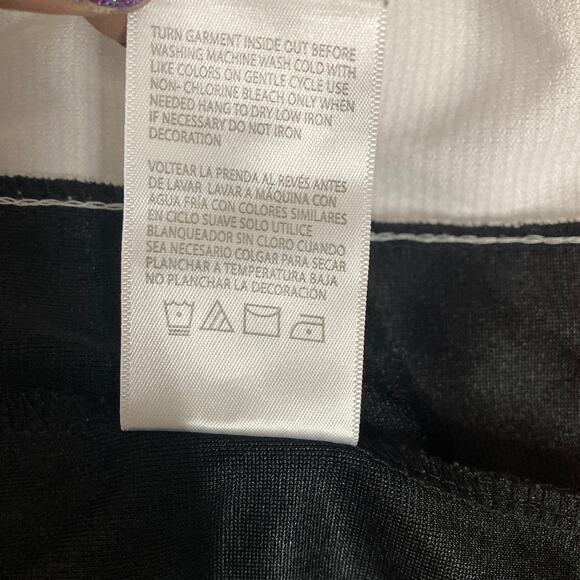 TURN GARMENT INSIDE OUT BEFORE
WASHING MACHINE WASH COLD WITH
LIKE COLORS ON GENTLE CYCLE USE
NON- CHLORINE BLEACH ONLY WHEN
NEEDED HANG TO DRY LOW IRON
IF NECESSARY DO NOT IRON
DECORATION
VOLTEAR LA PRENDA AL REVÉS ANTES
DE LAVAR LAVAR A MÁQUINA CON
AGUA FRÍA CON COLORES SIMILARES
EN CICLO SUAVE SOLO UTILICE
BLANQUEADOR SIN CLORO CUANDO
SEA NECESARIO COLGAR PARA SECAR
PLANCHAR A TEMPERATURA BAJA
NO PLANCHAR LA DECORACIÓN